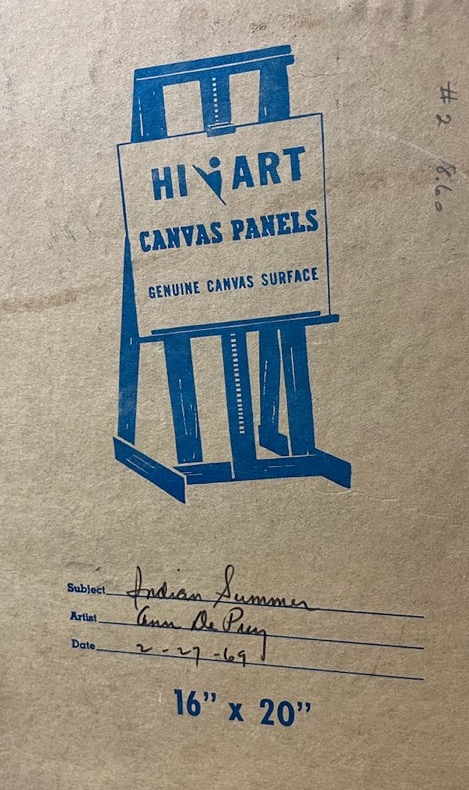 # 2 8.60
HI ART
CANVAS PANELS
GENUINE CANVAS SURFACE
Subject Indian Summer
Artist Ann De Prey
Date 2-27-69
16" x 20"